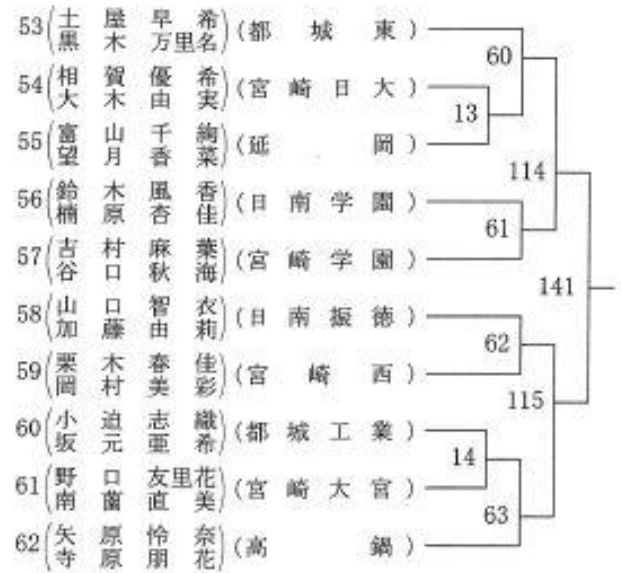 53 土屋早希 (都城東)
黒木万里名
60
54 相賀優希 (宮崎日大)
大木由実
13
55 富山千絢 (延岡)
望月香菜
114
56 鈴木風香 (日南学園)
楠原杏佳
61
57 吉村麻葉 (宮崎学園)
谷口秋海
141
58 山口智衣 (日南振徳)
加藤由莉
62
59 栗木春佳 (宮崎西)
岡村美彩
115
60 小迫志織 (都城工業)
坂元亜希
14
61 野口友里花 (宮崎大宮)
南薗直美
63
62 矢原怜奈 (高鍋)
寺原朋花